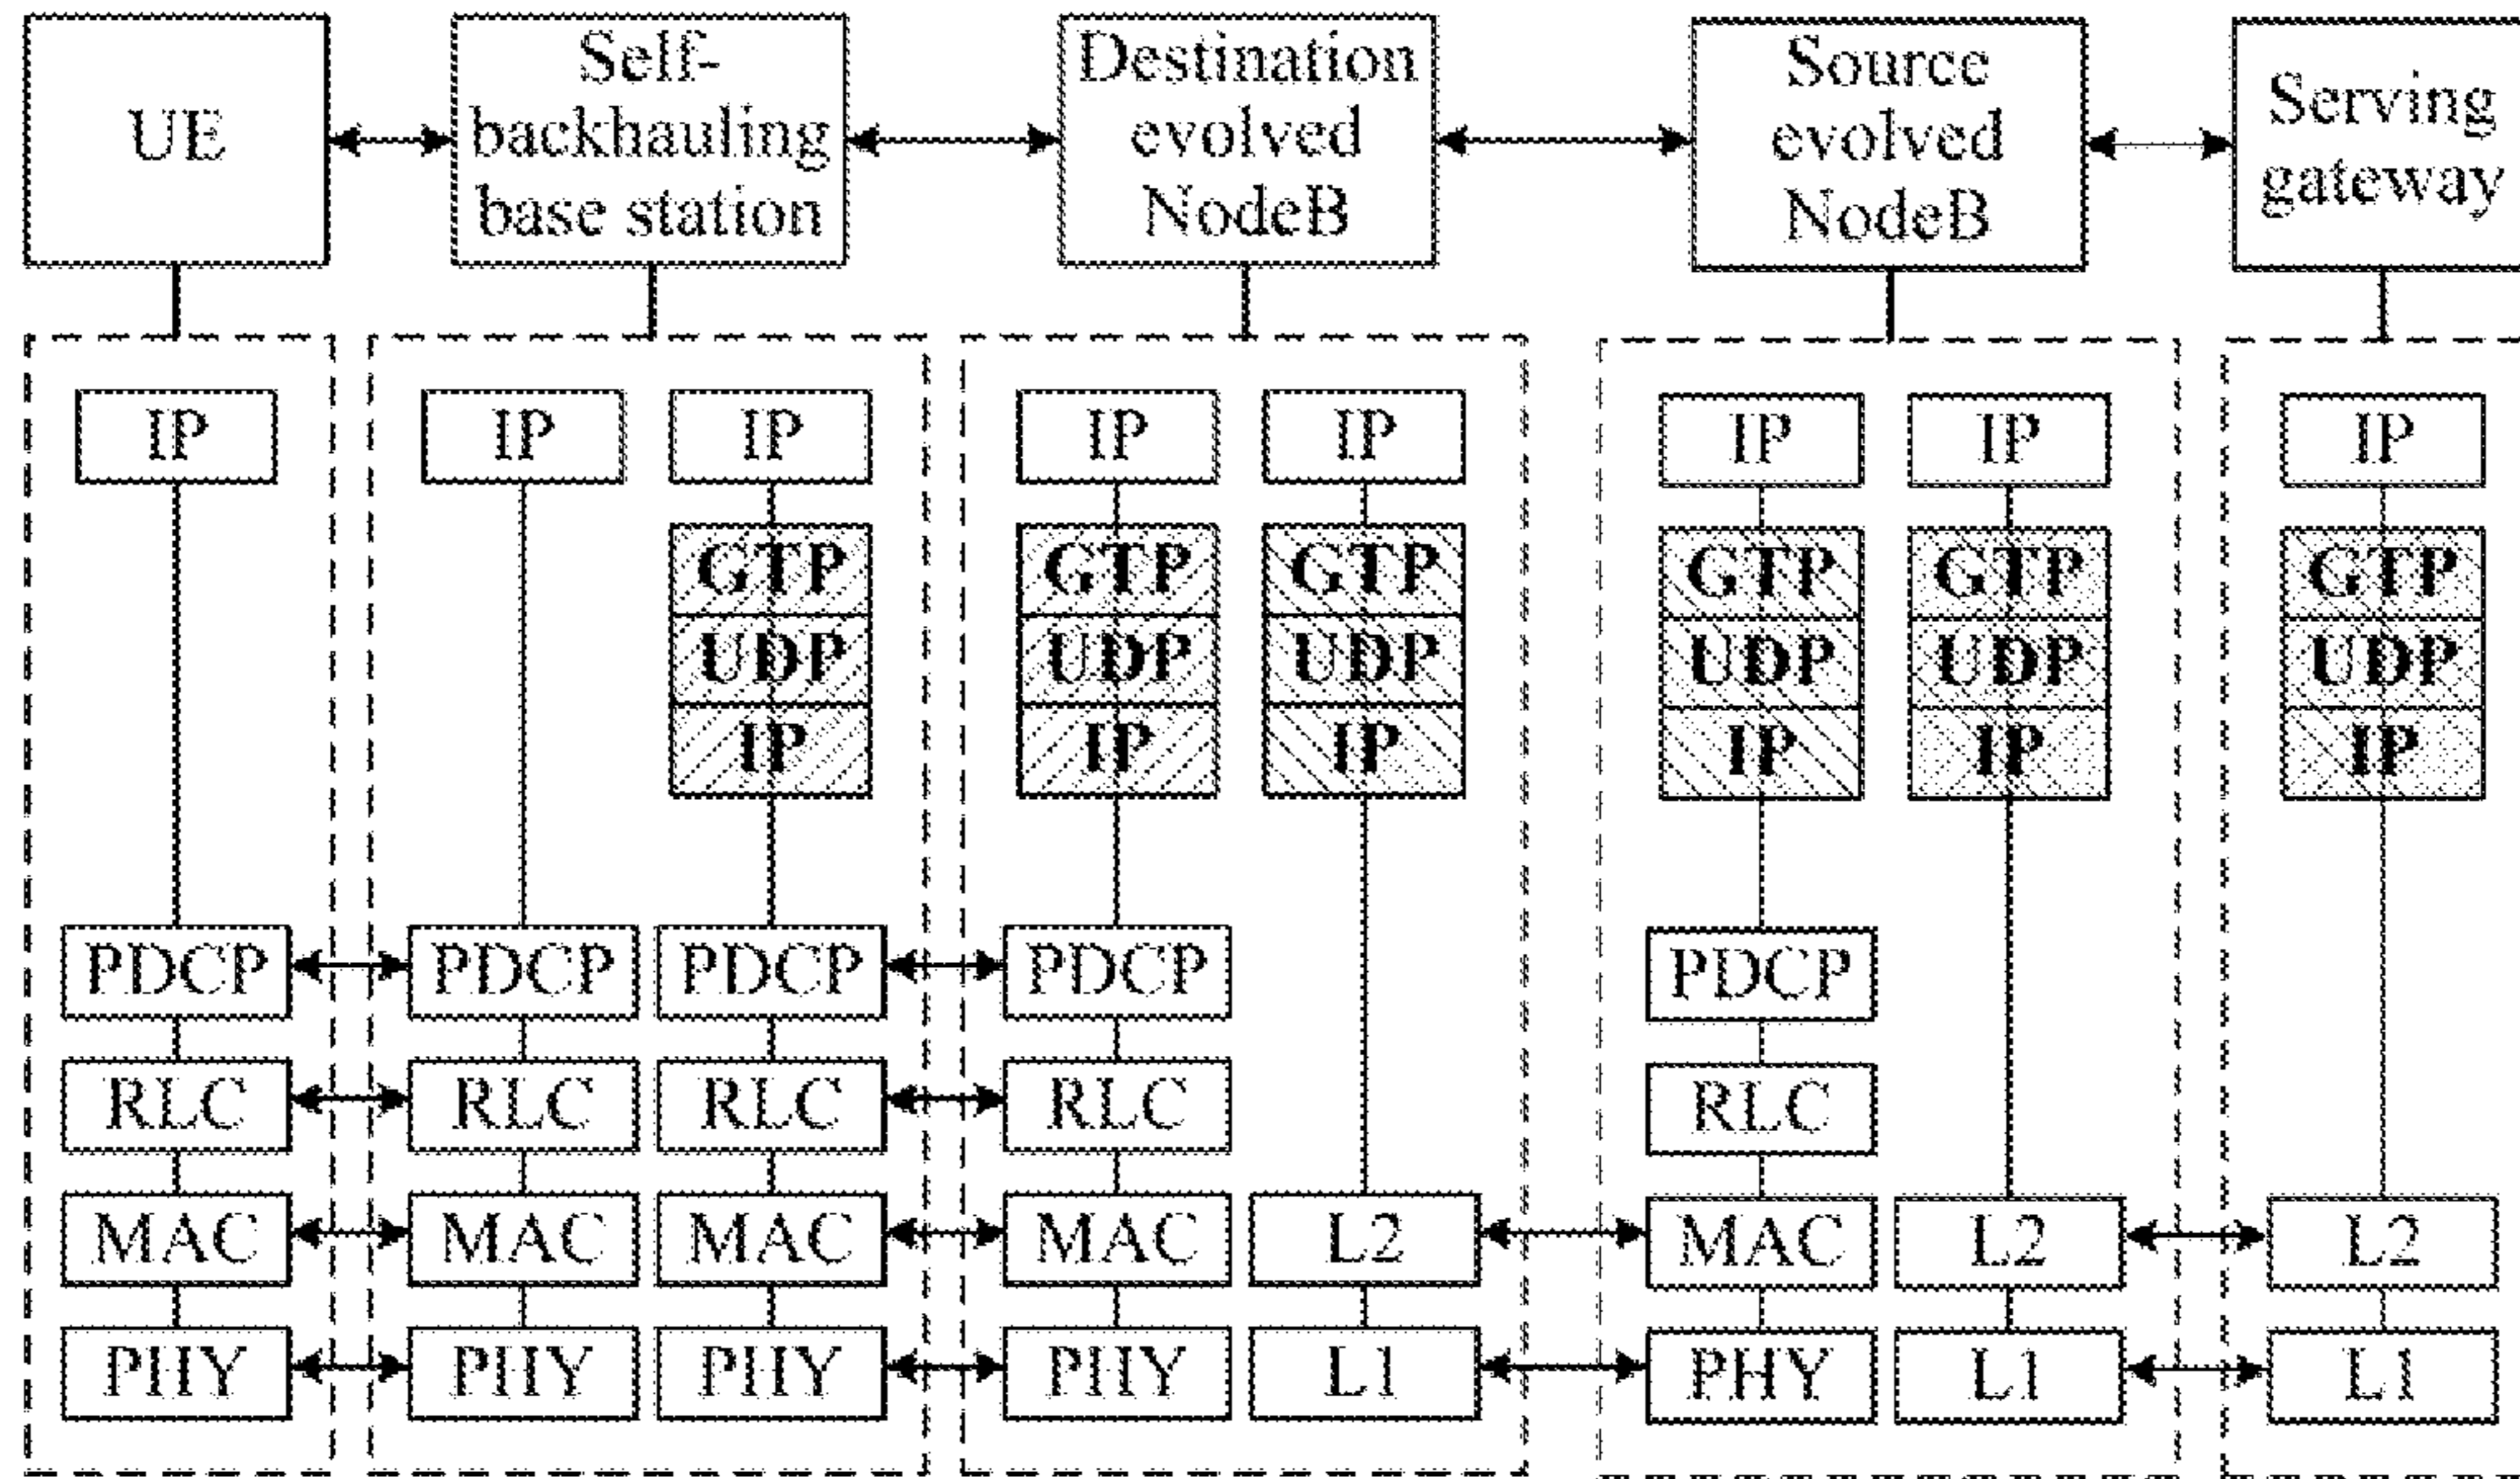 UE
Self-
backhauling
base station
Destination
evolved
NodeB
Source
evolved
NodeB
Serving
gateway
IP IP IP IP IP IP IP IP
GTP GTP GTP GTP GTP GTP
UDP UDP UDP UDP UDP UDP
IP IP IP IP IP IP
PDCP PDCP PDCP PDCP PDCP
RLC RLC RLC RLC RLC
MAC MAC MAC MAC L2 MAC L2 L2
PHY PHY PHY PHY L1 PHY L1 L1